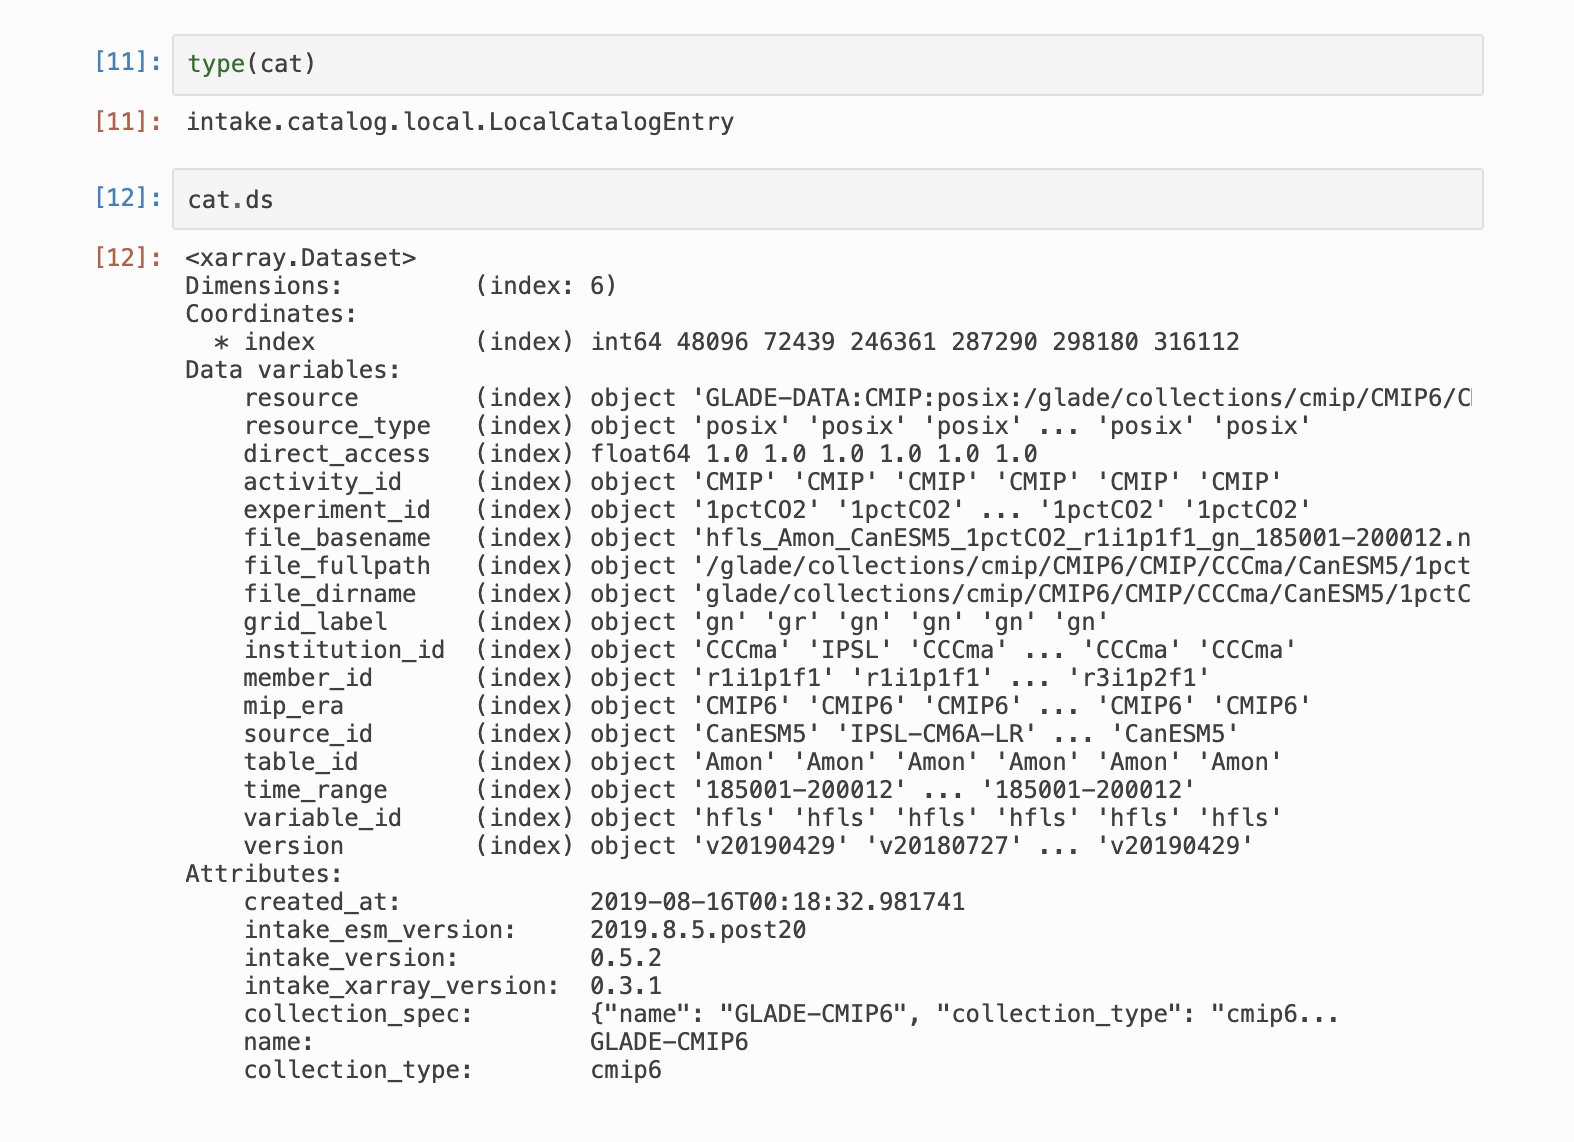 [11]: type(cat)
[11]: intake.catalog.local.LocalCatalogEntry
[12]: cat.ds
[12]: <xarray.Dataset>
Dimensions:         (index: 6)
Coordinates:
  * index           (index) int64 48096 72439 246361 287290 298180 316112
Data variables:
    resource        (index) object 'GLADE-DATA:CMIP:posix:/glade/collections/cmip/CMIP6/C
    resource_type   (index) object 'posix' 'posix' 'posix' ... 'posix' 'posix'
    direct_access   (index) float64 1.0 1.0 1.0 1.0 1.0 1.0
    activity_id     (index) object 'CMIP' 'CMIP' 'CMIP' 'CMIP' 'CMIP' 'CMIP'
    experiment_id   (index) object '1pctCO2' '1pctCO2' ... '1pctCO2' '1pctCO2'
    file_basename   (index) object 'hfls_Amon_CanESM5_1pctCO2_r1i1p1f1_gn_185001-200012.n
    file_fullpath   (index) object '/glade/collections/cmip/CMIP6/CMIP/CCCma/CanESM5/1pct
    file_dirname    (index) object 'glade/collections/cmip/CMIP6/CMIP/CCCma/CanESM5/1pctC
    grid_label      (index) object 'gn' 'gr' 'gn' 'gn' 'gn' 'gn'
    institution_id  (index) object 'CCCma' 'IPSL' 'CCCma' ... 'CCCma' 'CCCma'
    member_id       (index) object 'r1i1p1f1' 'r1i1p1f1' ... 'r3i1p2f1'
    mip_era         (index) object 'CMIP6' 'CMIP6' 'CMIP6' ... 'CMIP6' 'CMIP6'
    source_id       (index) object 'CanESM5' 'IPSL-CM6A-LR' ... 'CanESM5'
    table_id        (index) object 'Amon' 'Amon' 'Amon' 'Amon' 'Amon' 'Amon'
    time_range      (index) object '185001-200012' ... '185001-200012'
    variable_id     (index) object 'hfls' 'hfls' 'hfls' 'hfls' 'hfls' 'hfls'
    version         (index) object 'v20190429' 'v20180727' ... 'v20190429'
Attributes:
    created_at:             2019-08-16T00:18:32.981741
    intake_esm_version:     2019.8.5.post20
    intake_version:         0.5.2
    intake_xarray_version:  0.3.1
    collection_spec:        {"name": "GLADE-CMIP6", "collection_type": "cmip6...
    name:                   GLADE-CMIP6
    collection_type:        cmip6